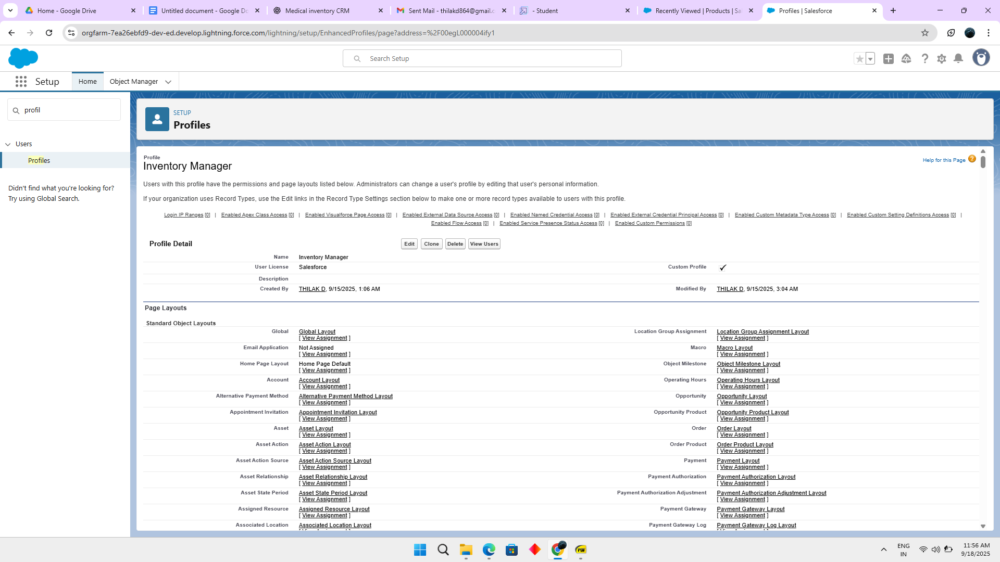 Home - Google Drive
Untitled document - Google Do
Medical inventory CRM
Sent Mail - thilakd864@gmail.c
- Student
Recently Viewed | Products | Sa
Profiles | Salesforce
orgfarm-7ea26ebfd9-dev-ed.develop.lightning.force.com/lightning/setup/EnhancedProfiles/page?address=%2F00egL000004ify1
Search Setup
Setup
Home
Object Manager
profil
Users
Profiles
Didn't find what you're looking for?
Try using Global Search.
SETUP
Profiles
Profile
Inventory Manager
Help for this Page ?
Users with this profile have the permissions and page layouts listed below. Administrators can change a user's profile by editing that user's personal information.
If your organization uses Record Types, use the Edit links in the Record Type Settings section below to make one or more record types available to users with this profile.
Login IP Ranges [0] | Enabled Apex Class Access [0] | Enabled Visualforce Page Access [0] | Enabled External Data Source Access [0] | Enabled Named Credential Access [0] | Enabled External Credential Principal Access [0] | Enabled Custom Metadata Type Access [0] | Enabled Custom Setting Definitions Access [0] |
Enabled Flow Access [0] | Enabled Service Presence Status Access [0] | Enabled Custom Permissions [0]
Profile Detail Edit Clone Delete View Users
Name Inventory Manager
User License Salesforce Custom Profile
Description
Created By THILAK D, 9/15/2025, 1:06 AM Modified By THILAK D, 9/15/2025, 3:04 AM
Page Layouts
Standard Object Layouts
Global Global Layout Location Group Assignment Location Group Assignment Layout
[ View Assignment ] [ View Assignment ]
Email Application Not Assigned Macro Macro Layout
[ View Assignment ] [ View Assignment ]
Home Page Layout Home Page Default Object Milestone Object Milestone Layout
[ View Assignment ] [ View Assignment ]
Account Account Layout Operating Hours Operating Hours Layout
[ View Assignment ] [ View Assignment ]
Alternative Payment Method Alternative Payment Method Layout Opportunity Opportunity Layout
[ View Assignment ] [ View Assignment ]
Appointment Invitation Appointment Invitation Layout Opportunity Product Opportunity Product Layout
[ View Assignment ] [ View Assignment ]
Asset Asset Layout Order Order Layout
[ View Assignment ] [ View Assignment ]
Asset Action Asset Action Layout Order Product Order Product Layout
[ View Assignment ] [ View Assignment ]
Asset Action Source Asset Action Source Layout Payment Payment Layout
[ View Assignment ] [ View Assignment ]
Asset Relationship Asset Relationship Layout Payment Authorization Payment Authorization Layout
[ View Assignment ] [ View Assignment ]
Asset State Period Asset State Period Layout Payment Authorization Adjustment Payment Authorization Adjustment Layout
[ View Assignment ] [ View Assignment ]
Assigned Resource Assigned Resource Layout Payment Gateway Payment Gateway Layout
[ View Assignment ] [ View Assignment ]
Associated Location Associated Location Layout Payment Gateway Log Payment Gateway Log Layout
PDF
ENG
IN
11:56 AM
9/18/2025